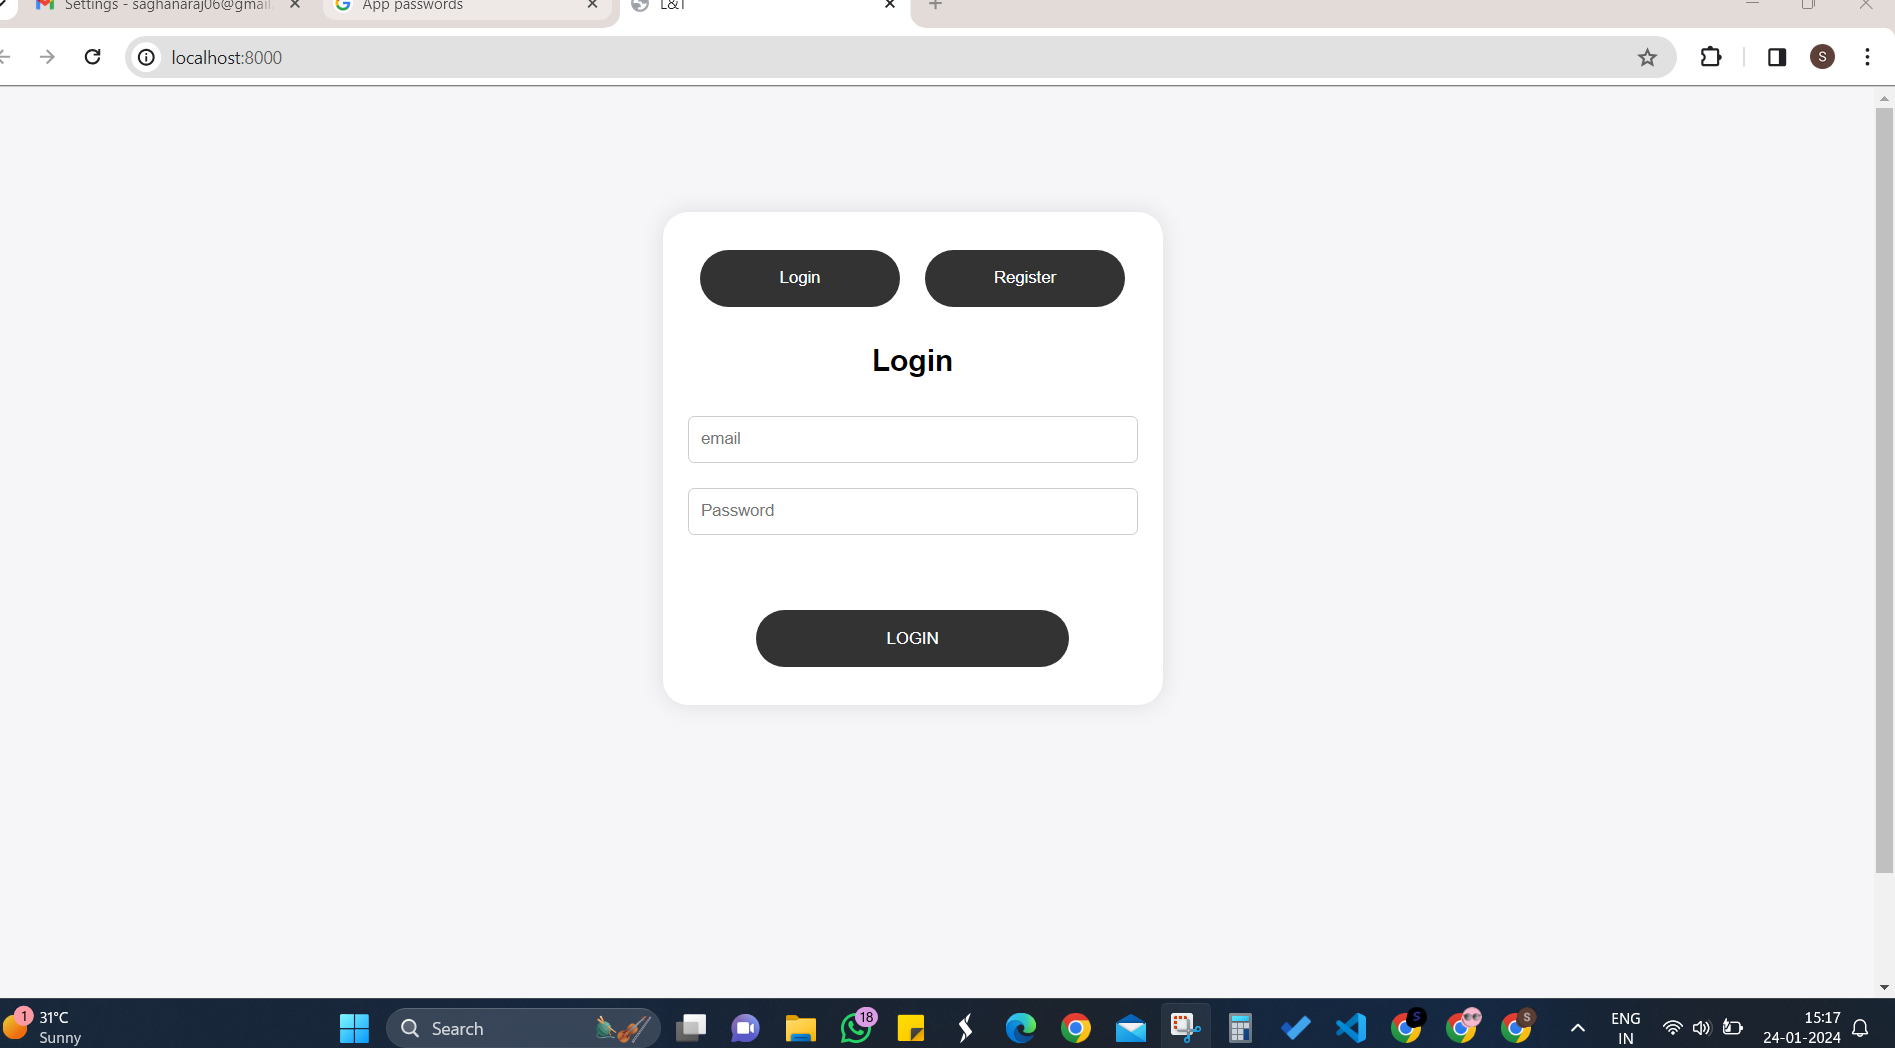 Settings - saghanaraj06@gmail.
App passwords
L&T
localhost:8000
S
Login
Register
Login
email
Password
LOGIN
1
31°C
Sunny
Search
18
S
S
ENG
IN
15:17
24-01-2024